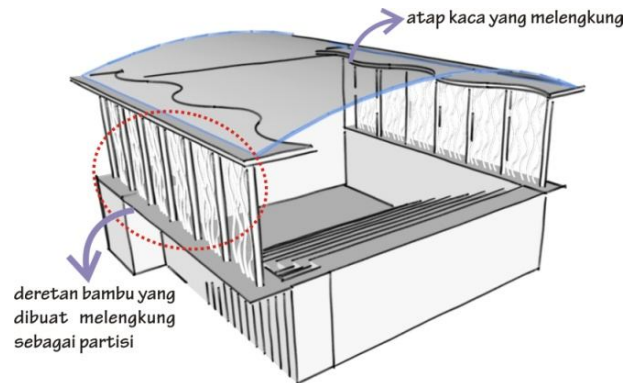 atap kaca yang melengkung
deretan bambu yang
dibuat melengkung
sebagai partisi